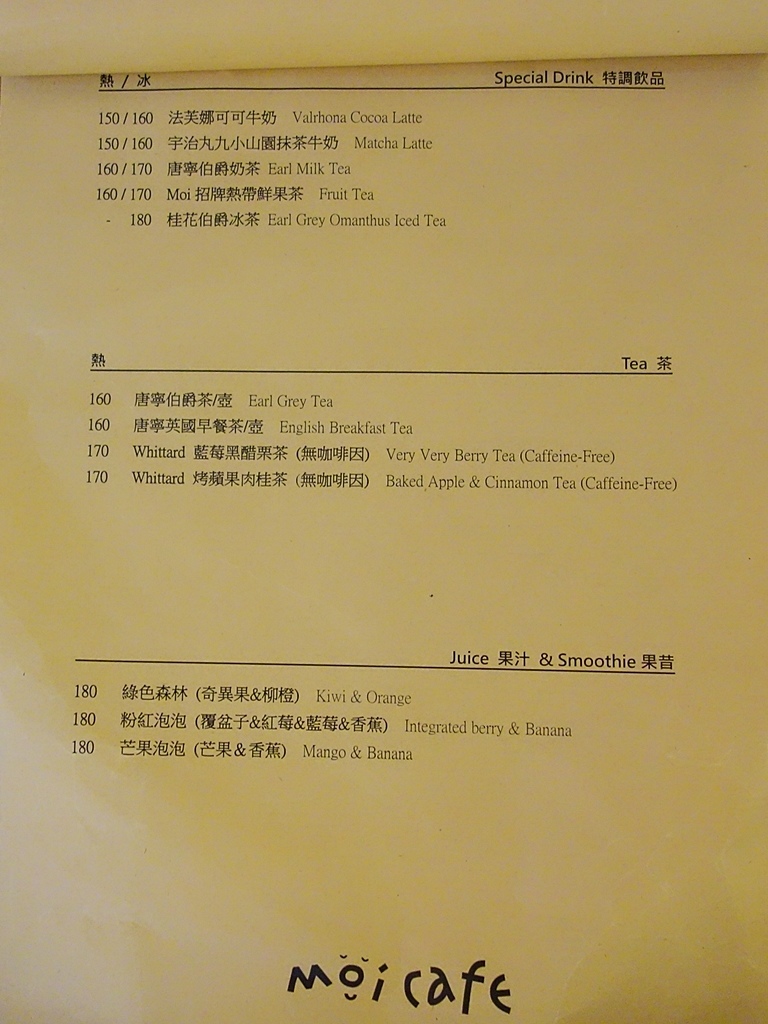 熱 / 冰 Special Drink 特調飲品
150 / 160 法芙娜可可牛奶 Valrhona Cocoa Latte
150 / 160 宇治丸九小山園抹茶牛奶 Matcha Latte
160 / 170 唐寧伯爵奶茶 Earl Milk Tea
160 / 170 Moi 招牌熱帶鮮果茶 Fruit Tea
- 180 桂花伯爵冰茶 Earl Grey Omanthus Iced Tea
熱 Tea 茶
160 唐寧伯爵茶/壺 Earl Grey Tea
160 唐寧英國早餐茶/壺 English Breakfast Tea
170 Whittard 藍莓黑醋栗茶 (無咖啡因) Very Very Berry Tea (Caffeine-Free)
170 Whittard 烤蘋果肉桂茶 (無咖啡因) Baked Apple & Cinnamon Tea (Caffeine-Free)
Juice 果汁 & Smoothie 果昔
180 綠色森林 (奇異果&柳橙) Kiwi & Orange
180 粉紅泡泡 (覆盆子&紅莓&藍莓&香蕉) Integrated berry & Banana
180 芒果泡泡 (芒果&香蕉) Mango & Banana
moi cafe